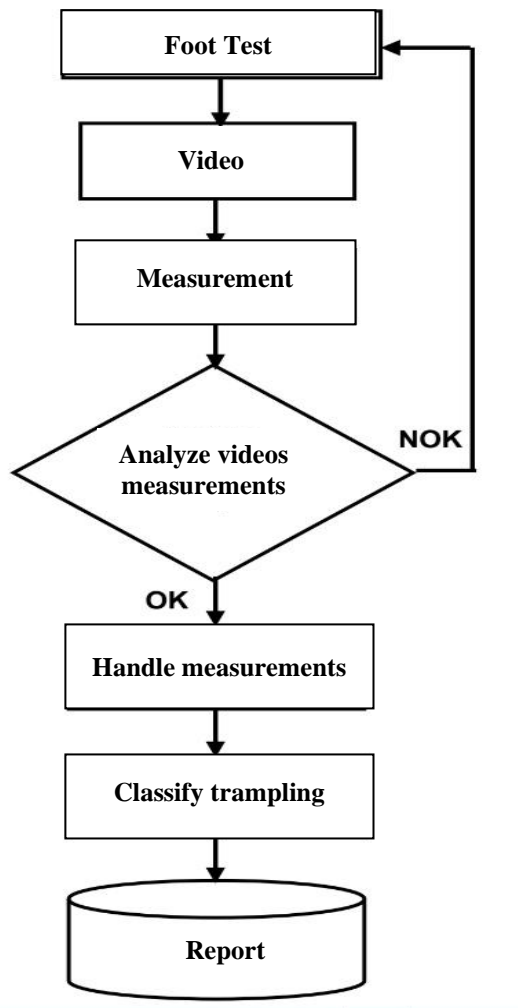 Foot Test
Video
Measurement
Analyze videos
measurements
NOK
OK
Handle measurements
Classify trampling
Report